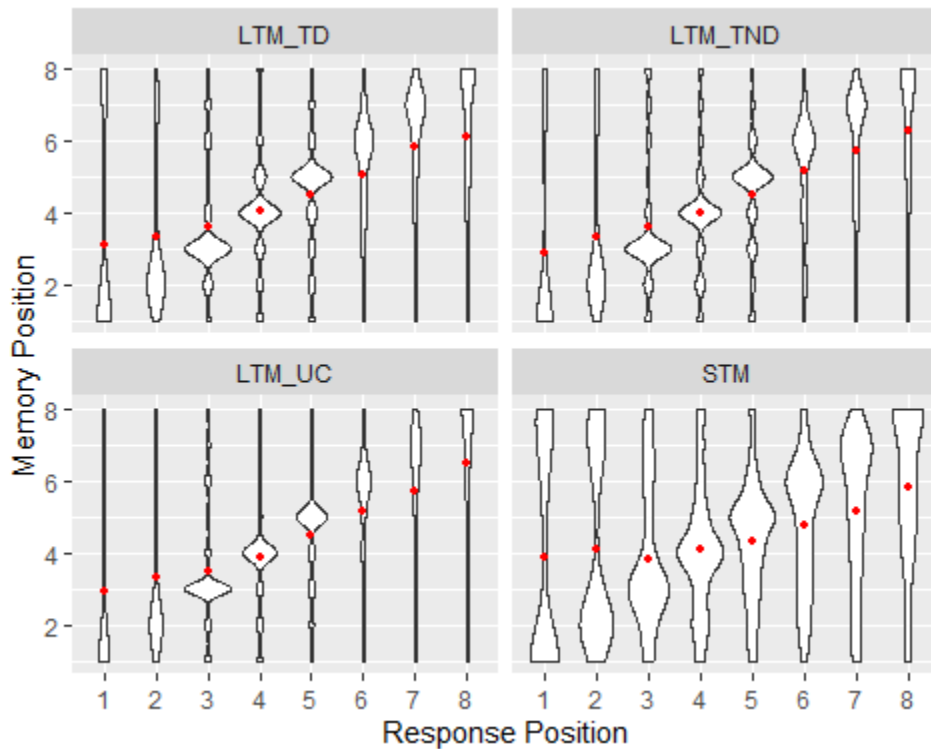 LTM_TD
LTM_TND
8
6
4
2
LTM_UC
STM
8
6
4
2
1 2 3 4 5 6 7 8
1 2 3 4 5 6 7 8
Memory Position
Response Position